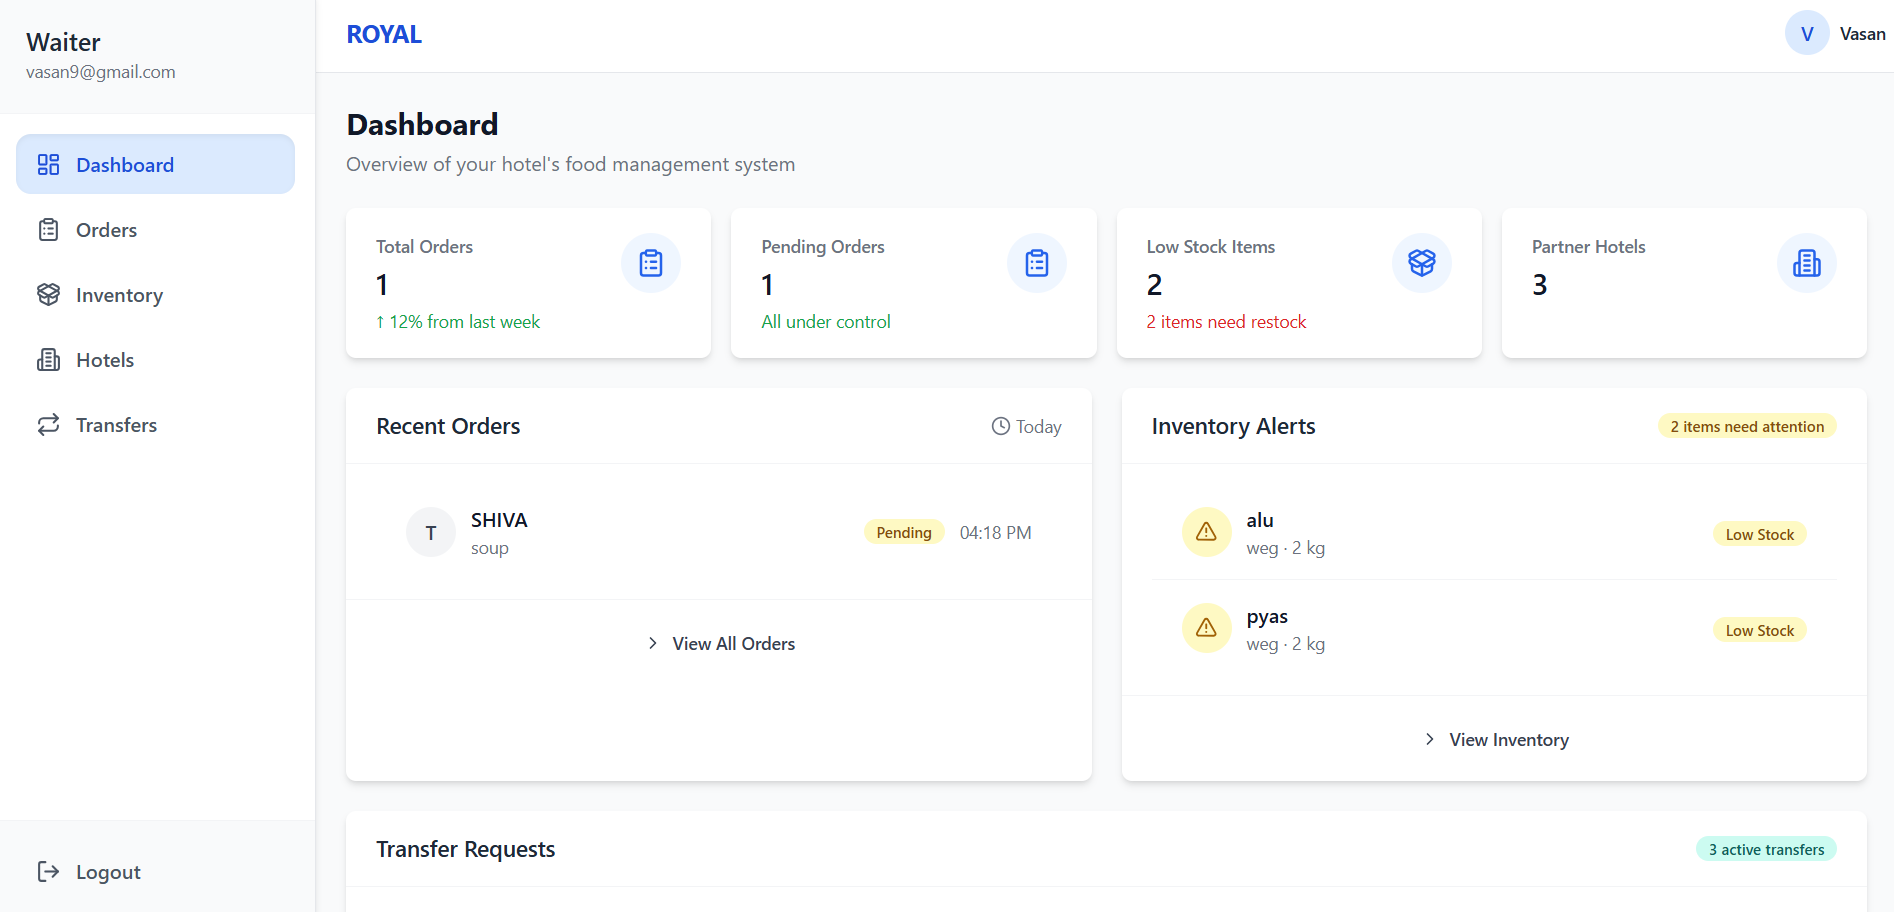 Waiter
vasan9@gmail.com
Dashboard
Orders
Inventory
Hotels
Transfers
Logout
ROYAL
V Vasan
Dashboard
Overview of your hotel's food management system
Total Orders
1
↑ 12% from last week
Pending Orders
1
All under control
Low Stock Items
2
2 items need restock
Partner Hotels
3
Recent Orders
Today
T
SHIVA
soup
Pending 04:18 PM
View All Orders
Inventory Alerts
2 items need attention
alu
weg · 2 kg
Low Stock
pyas
weg · 2 kg
Low Stock
View Inventory
Transfer Requests
3 active transfers